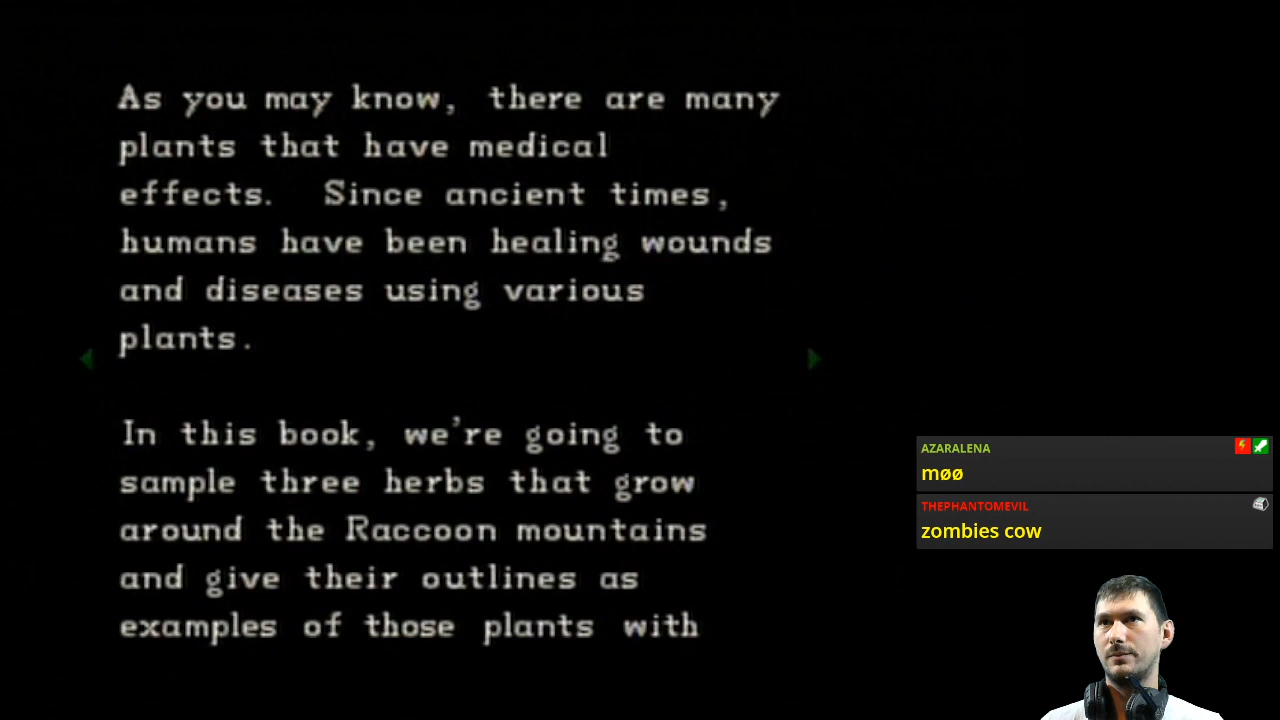 As you may know, there are many
plants that have medical
effects. Since ancient times,
humans have been healing wounds
and diseases using various
plants.
In this book, we're going to
sample three herbs that grow
around the Raccoon mountains
and give their outlines as
examples of those plants with
AZARALENA
møø
THEPHANTOMEVIL
zombies cow